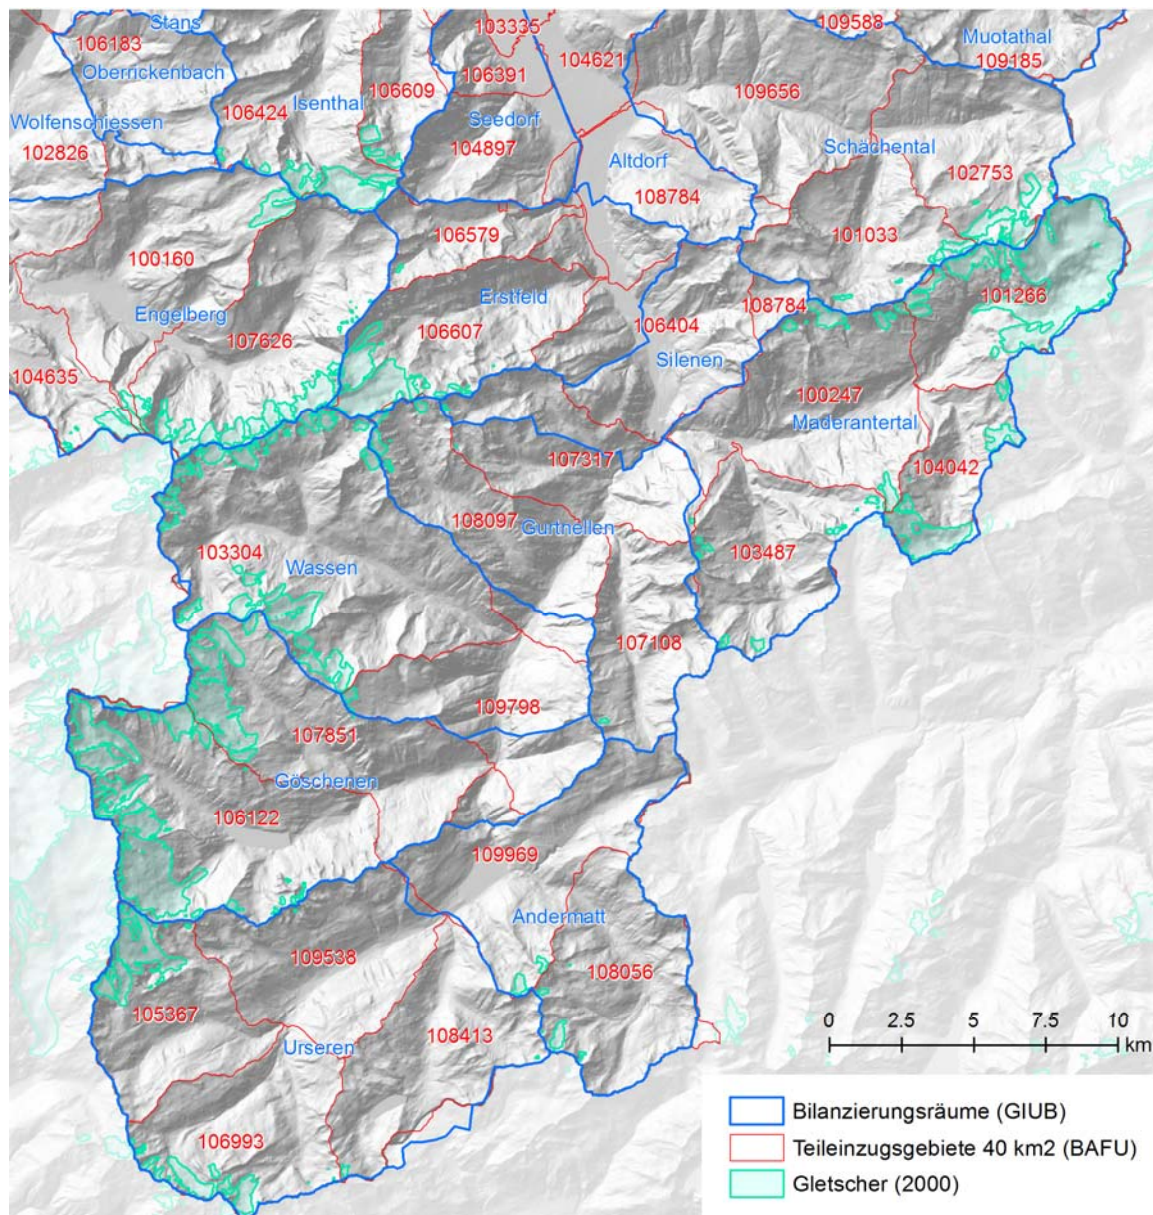 Stans
106183
Oberrickenbach
103335
109588
Muotathal
109185
104621
106391
106609
109656
106424
Isenthal
Seedorf
Wolfenschiessen
102826
104897
Altdorf
Schächental
102753
108784
106579
101033
100160
Erstfeld
108784
101266
Engelberg
107626
106607
106404
Silenen
104635
100247
Maderantertal
107317
104042
108097
Gurtnellen
103304
Wassen
103487
107108
109798
107851
Göschenen
106122
109969
Andermatt
109538
108056
105367
108413
Urseren
106993
0 2.5 5 7.5 10
km
Bilanzierungsräume (GIUB)
Teileinzugsgebiete 40 km2 (BAFU)
Gletscher (2000)